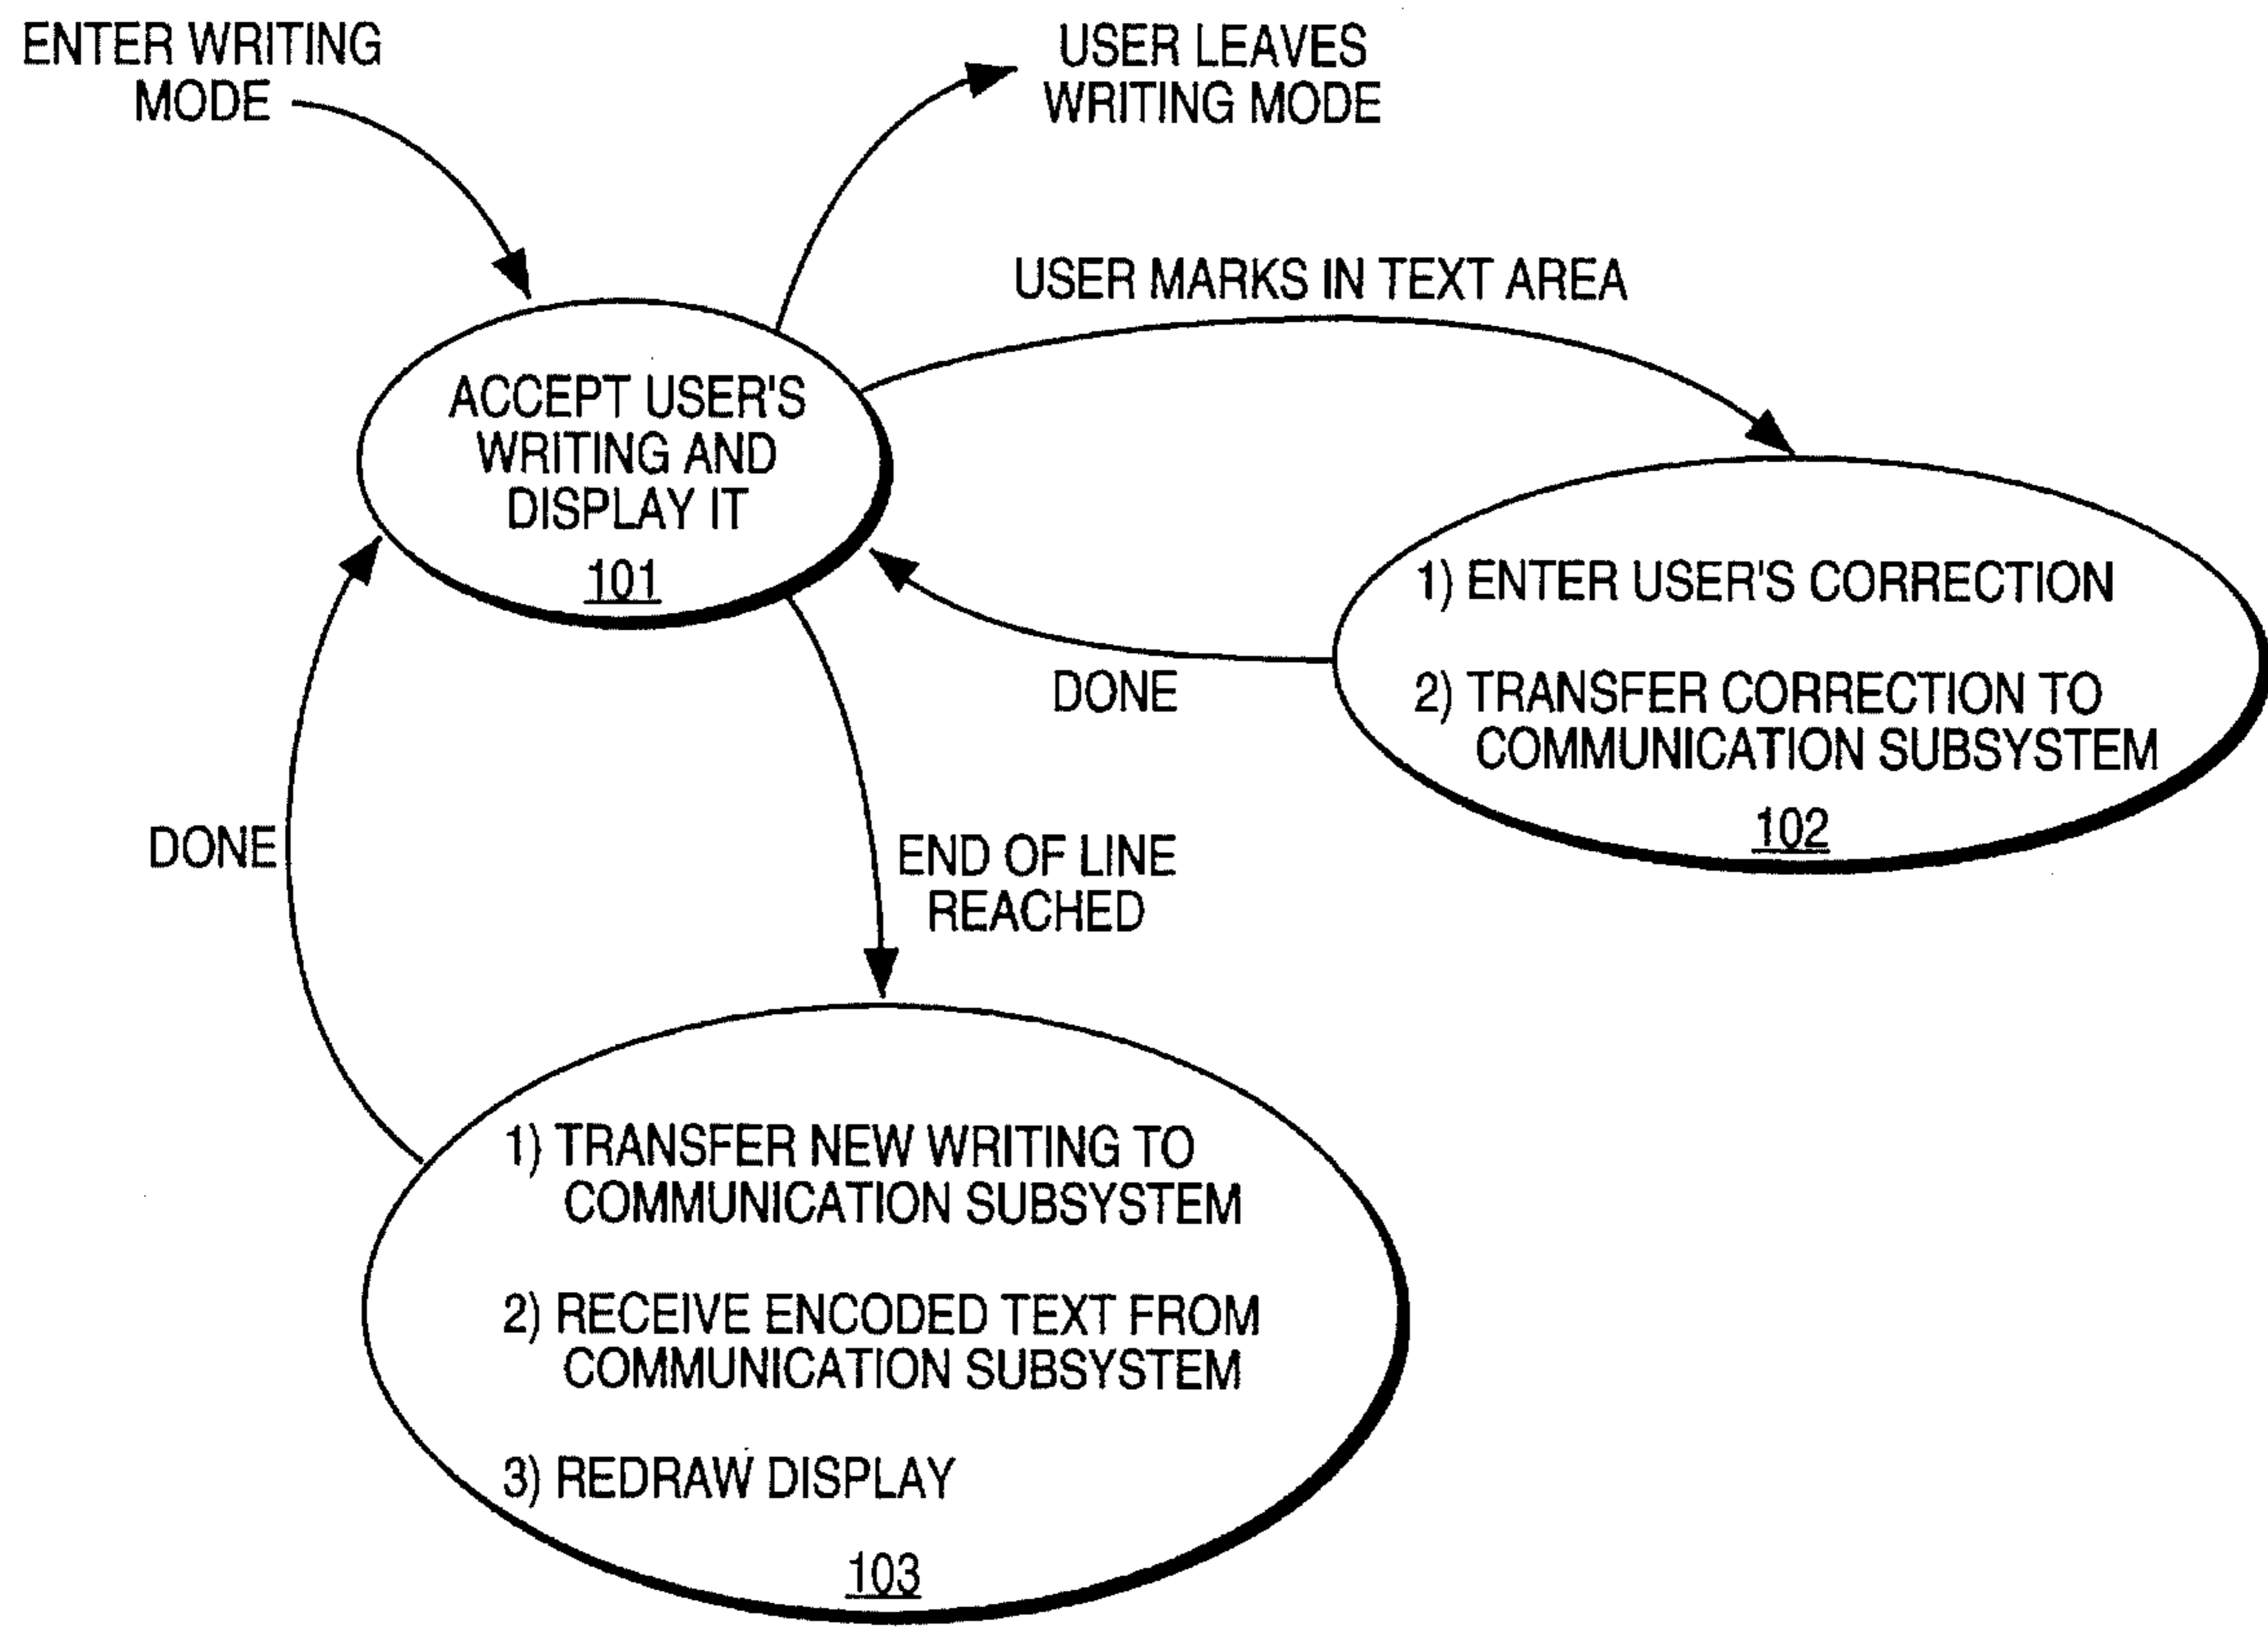 ENTER WRITING
MODE
USER LEAVES
WRITING MODE
USER MARKS IN TEXT AREA
ACCEPT USER'S
WRITING AND
DISPLAY IT
101
1) ENTER USER'S CORRECTION
2) TRANSFER CORRECTION TO
COMMUNICATION SUBSYSTEM
102
DONE
DONE
END OF LINE
REACHED
1) TRANSFER NEW WRITING TO
COMMUNICATION SUBSYSTEM
2) RECEIVE ENCODED TEXT FROM
COMMUNICATION SUBSYSTEM
3) REDRAW DISPLAY
103